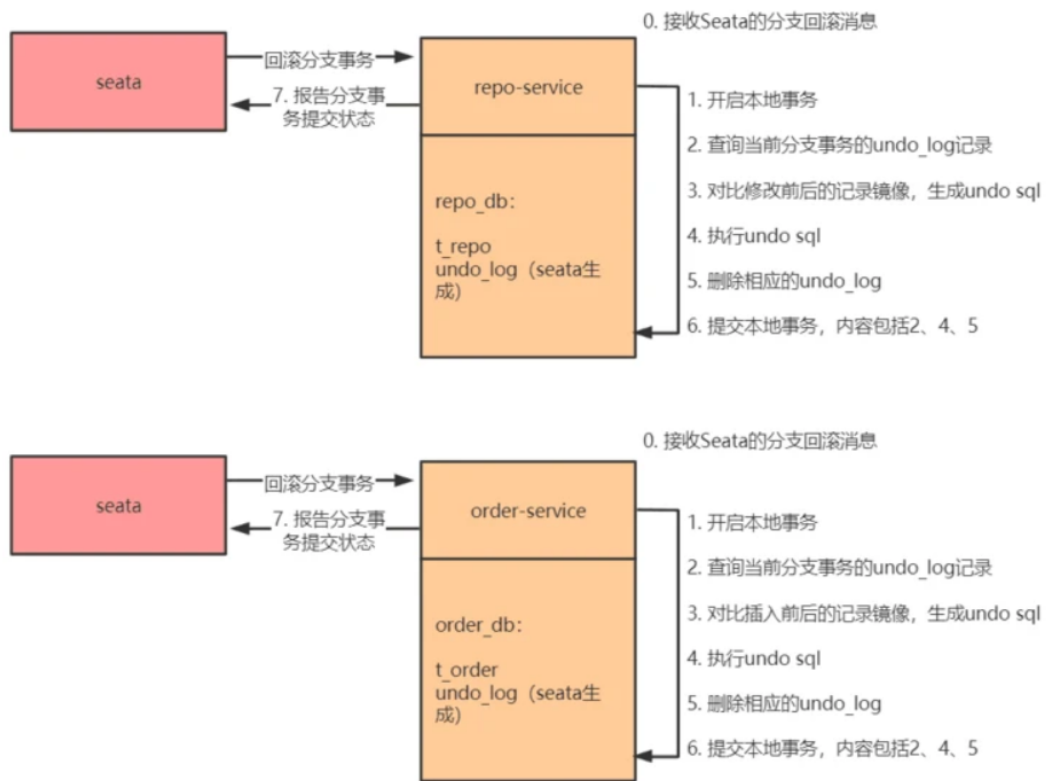 0. 接收Seata的分支回滚消息
seata
回滚分支事务
7. 报告分支事
务提交状态
repo-service
repo_db:
t_repo
undo_log（seata生
成）
1. 开启本地事务
2. 查询当前分支事务的undo_log记录
3. 对比修改前后的记录镜像，生成undo sql
4. 执行undo sql
5. 删除相应的undo_log
6. 提交本地事务，内容包括2、4、5
0. 接收Seata的分支回滚消息
seata
回滚分支事务
7. 报告分支事
务提交状态
order-service
order_db:
t_order
undo_log（seata生
成）
1. 开启本地事务
2. 查询当前分支事务的undo_log记录
3. 对比插入前后的记录镜像，生成undo sql
4. 执行undo sql
5. 删除相应的undo_log
6. 提交本地事务，内容包括2、4、5